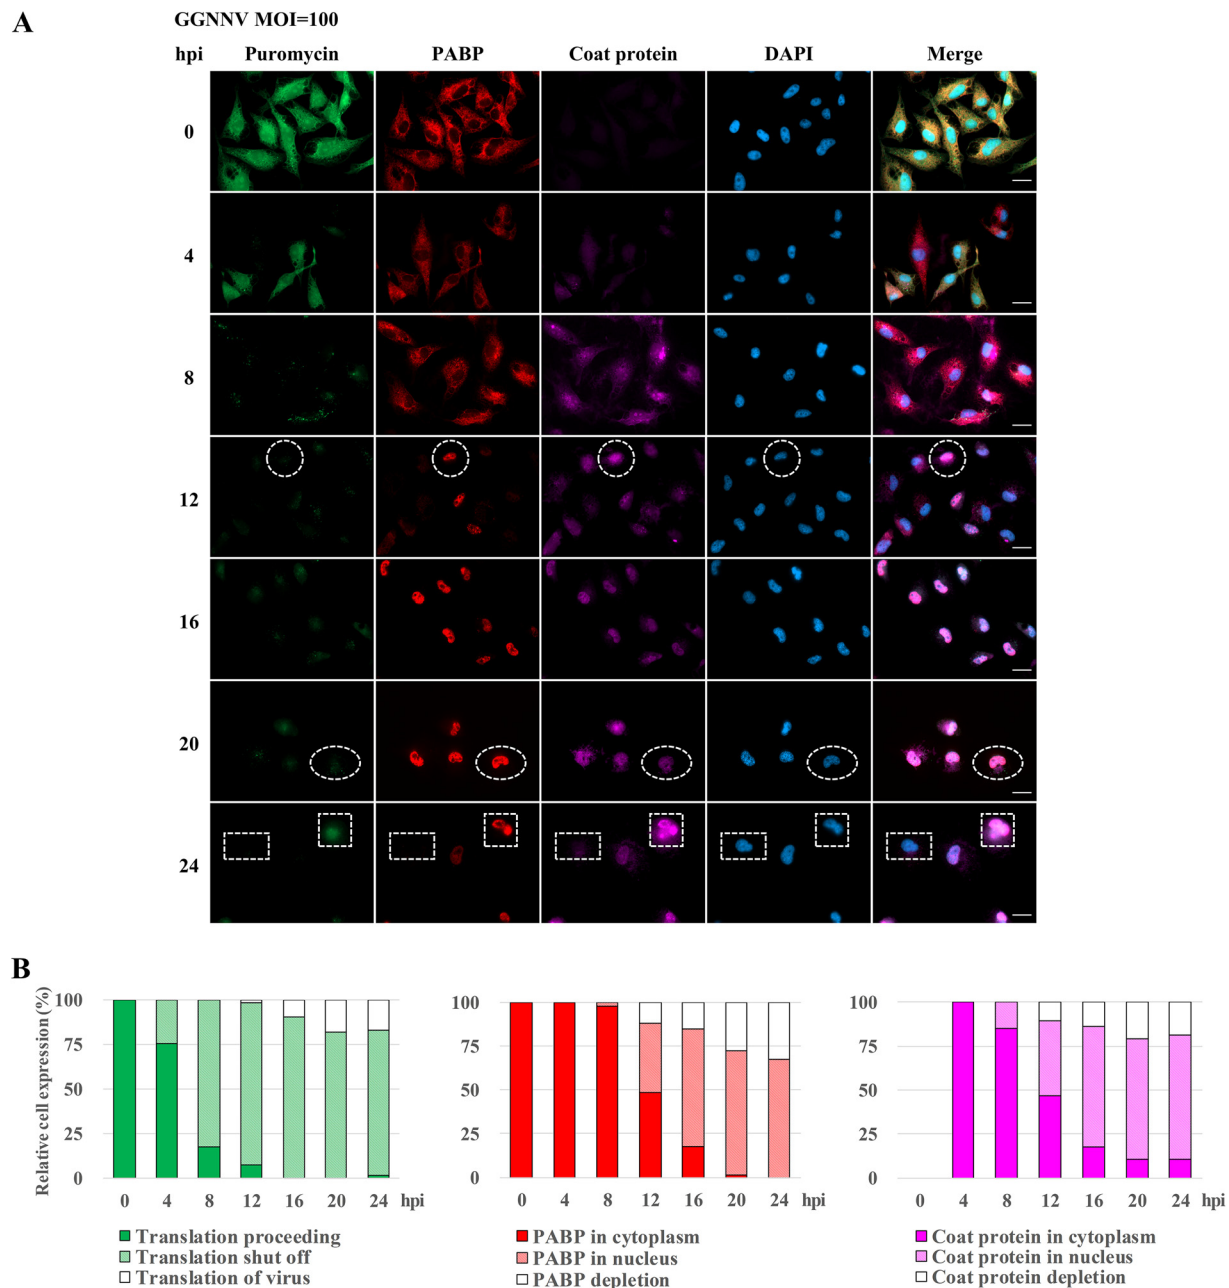 A
GGNNV MOI=100
hpi Puromycin PABP Coat protein DAPI Merge
0
4
8
12
16
20
24
B
Relative cell expression (%)
100
75
50
25
0
0 4 8 12 16 20 24 hpi
Translation proceeding
Translation shut off
Translation of virus
100
75
50
25
0
0 4 8 12 16 20 24 hpi
PABP in cytoplasm
PABP in nucleus
PABP depletion
100
75
50
25
0
0 4 8 12 16 20 24 hpi
Coat protein in cytoplasm
Coat protein in nucleus
Coat protein depletion